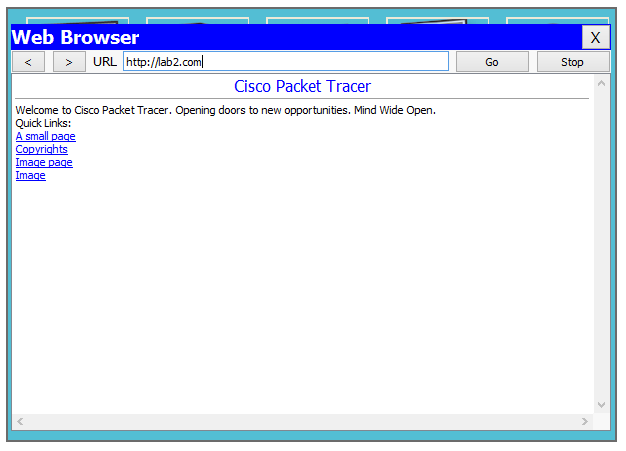 Web Browser
X
< > URL http://lab2.com Go Stop
Cisco Packet Tracer
Welcome to Cisco Packet Tracer. Opening doors to new opportunities. Mind Wide Open.
Quick Links:
A small page
Copyrights
Image page
Image